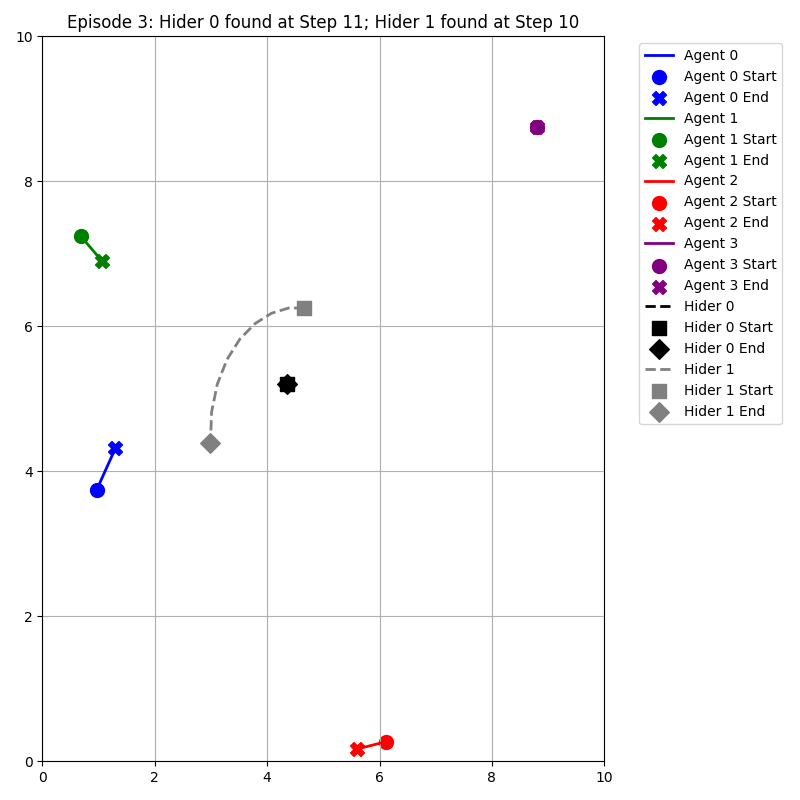 Episode 3: Hider 0 found at Step 11; Hider 1 found at Step 10
10
8
6
4
2
0
0 2 4 6 8 10
Agent 0
Agent 0 Start
Agent 0 End
Agent 1
Agent 1 Start
Agent 1 End
Agent 2
Agent 2 Start
Agent 2 End
Agent 3
Agent 3 Start
Agent 3 End
Hider 0
Hider 0 Start
Hider 0 End
Hider 1
Hider 1 Start
Hider 1 End